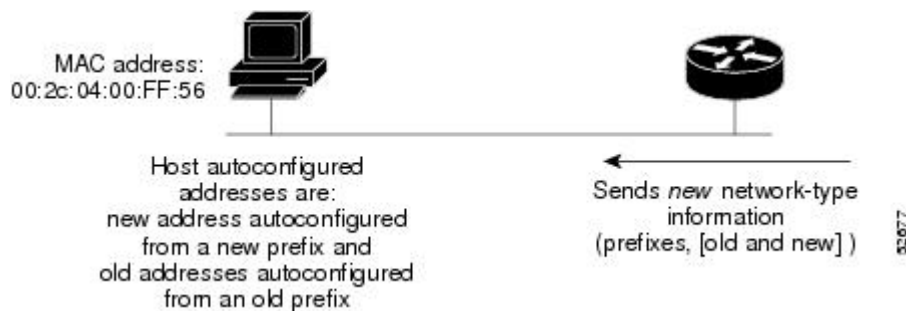 MAC address:
00:2c:04:00:FF:56
Host autoconfigured
addresses are:
new address autoconfigured
from a new prefix and
old addresses autoconfigured
from an old prefix
Sends new network-type
information
(prefixes, [old and new] )
52677